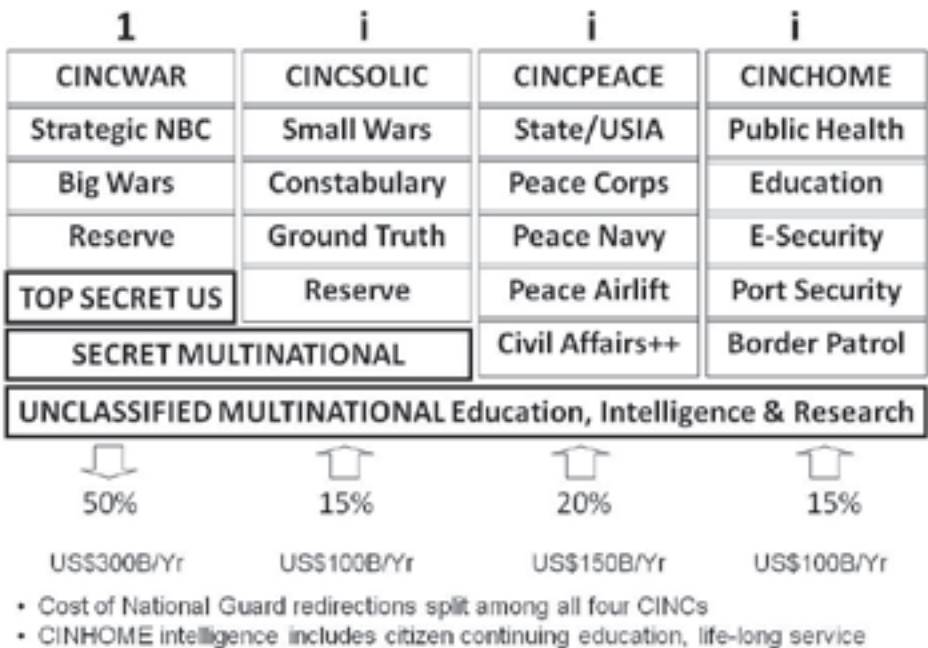 1 i i i
CINCWAR CINCSOLIC CINCPEACE CINCHOME
Strategic NBC Small Wars State/USIA Public Health
Big Wars Constabulary Peace Corps Education
Reserve Ground Truth Peace Navy E-Security
TOP SECRET US Reserve Peace Airlift Port Security
SECRET MULTINATIONAL Civil Affairs++ Border Patrol
UNCLASSIFIED MULTINATIONAL Education, Intelligence & Research
50% 15% 20% 15%
US$300B/Yr US$100B/Yr US$150B/Yr US$100B/Yr
• Cost of National Guard redirections split among all four CINCs
• CINHOME intelligence includes citizen continuing education, life-long service